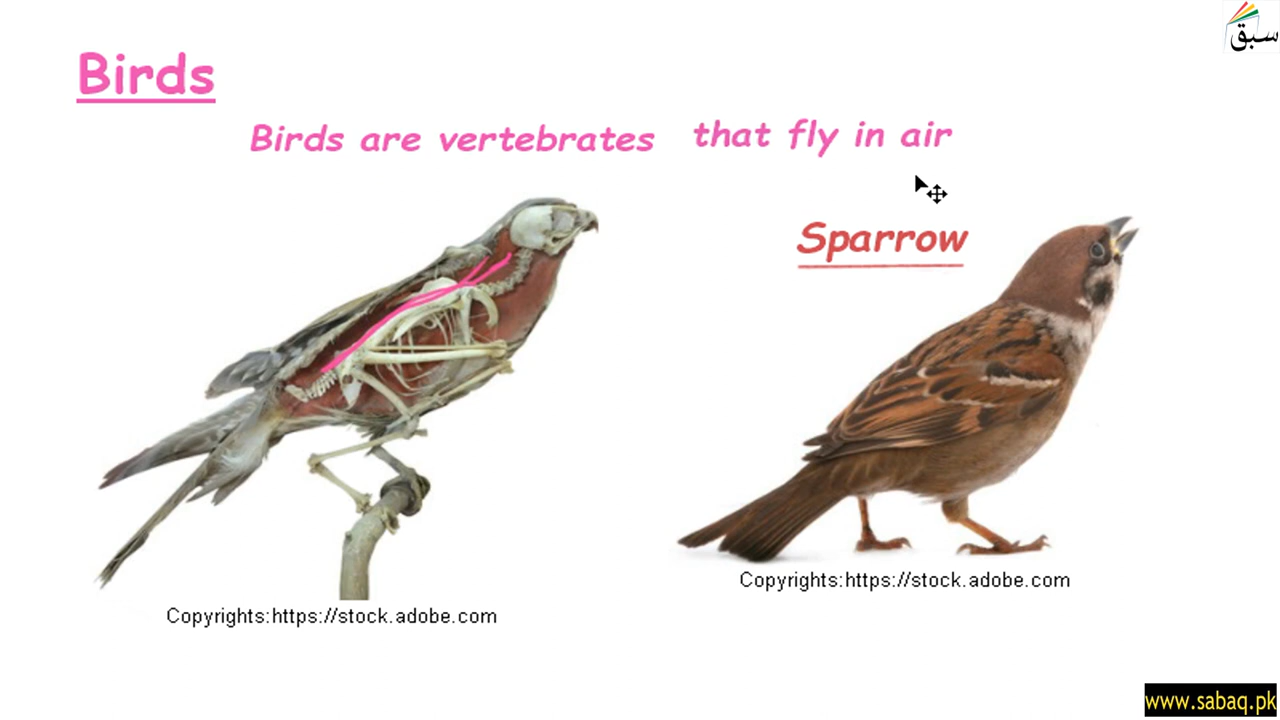 سبق
Birds
Birds are vertebrates that fly in air
Sparrow
Copyrights:https://stock.adobe.com
Copyrights:https://stock.adobe.com
www.sabaq.pk